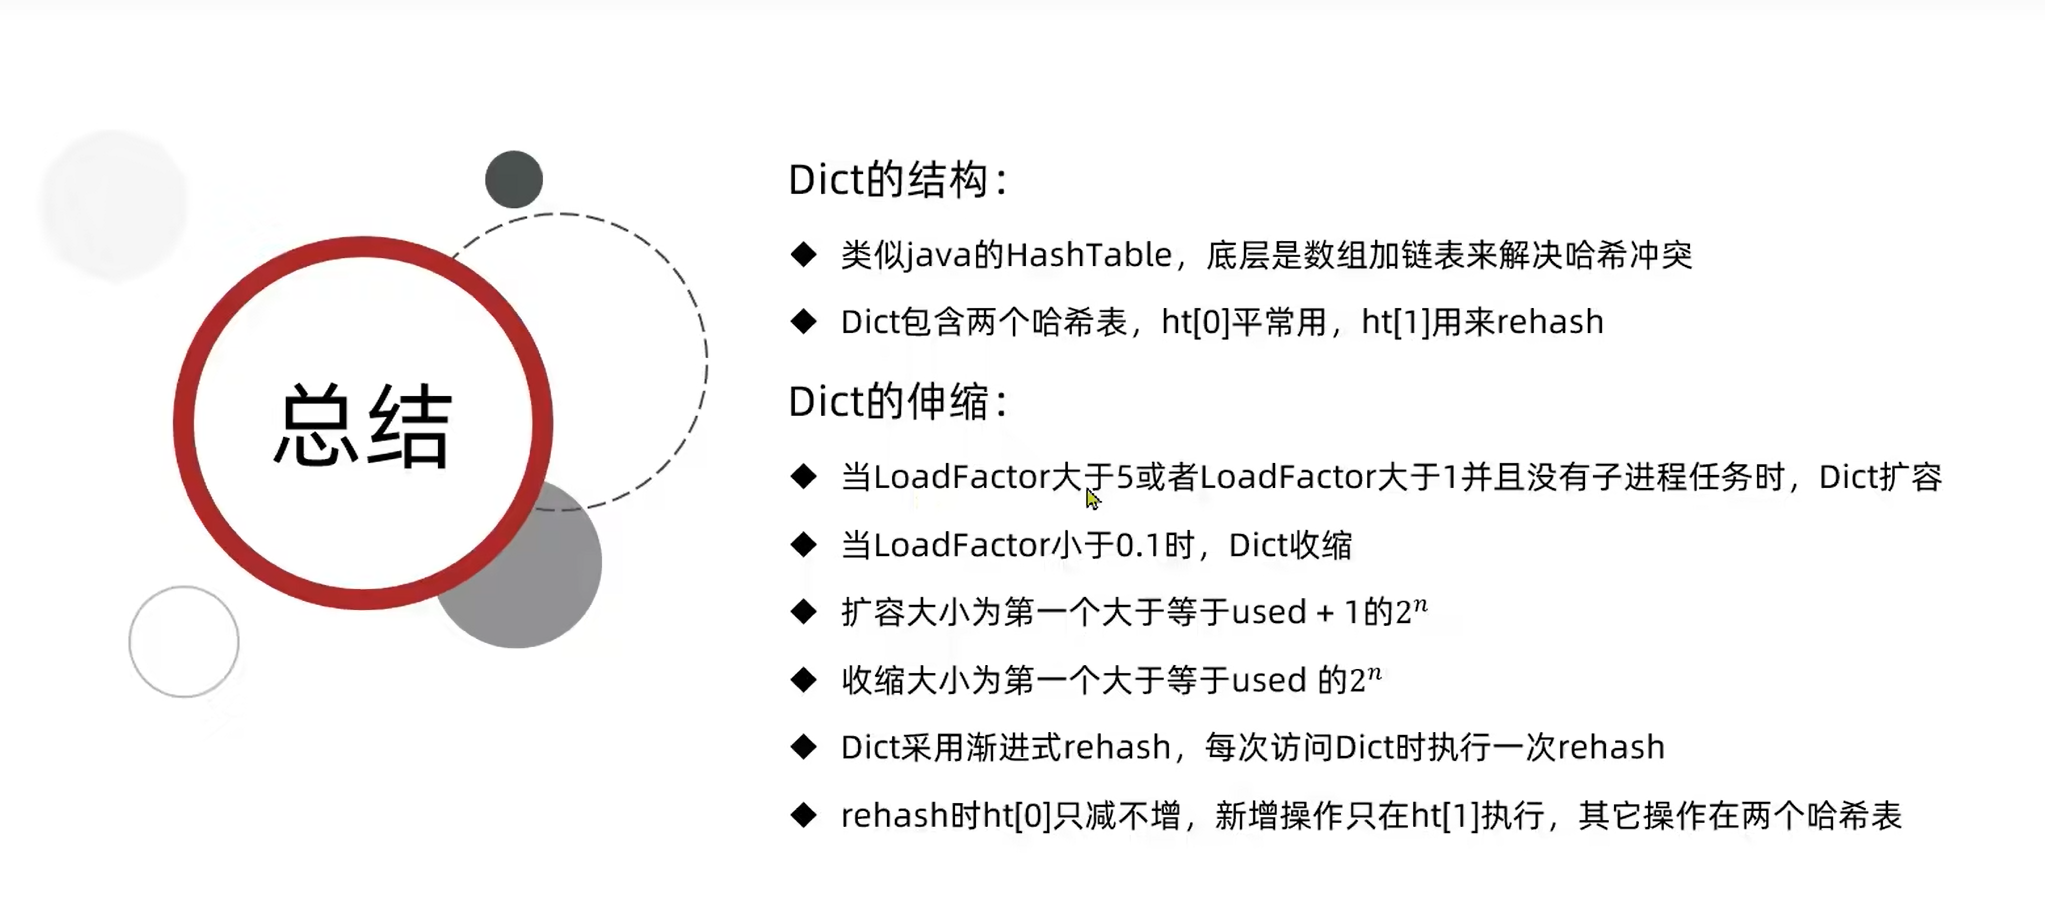 总结
Dict的结构：
◆ 类似java的HashTable，底层是数组加链表来解决哈希冲突
◆ Dict包含两个哈希表，ht[0]平常用，ht[1]用来rehash
Dict的伸缩：
◆ 当LoadFactor大于5或者LoadFactor大于1并且没有子进程任务时，Dict扩容
◆ 当LoadFactor小于0.1时，Dict收缩
◆ 扩容大小为第一个大于等于used + 1的2ⁿ
◆ 收缩大小为第一个大于等于used 的2ⁿ
◆ Dict采用渐进式rehash，每次访问Dict时执行一次rehash
◆ rehash时ht[0]只减不增，新增操作只在ht[1]执行，其它操作在两个哈希表